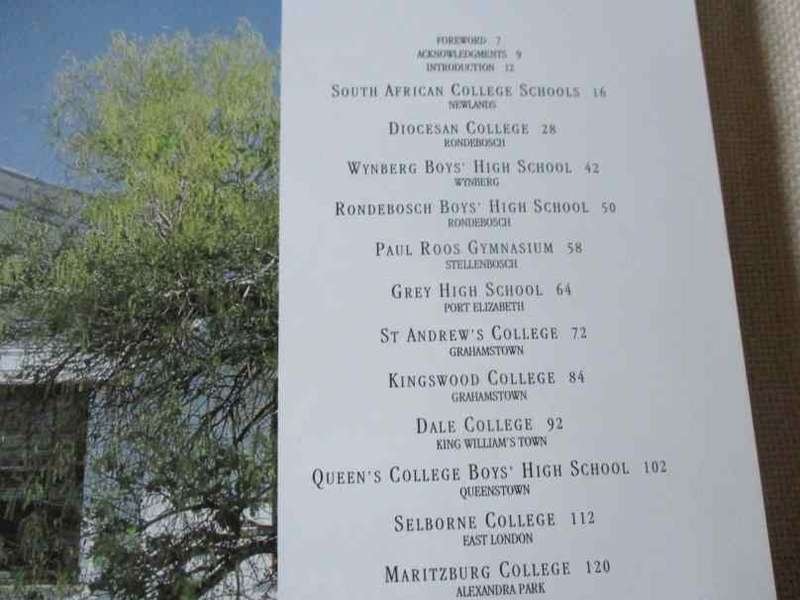 FOREWORD 7
ACKNOWLEDGMENTS 9
INTRODUCTION 12
SOUTH AFRICAN COLLEGE SCHOOLS 16
NEWLANDS
DIOCESAN COLLEGE 28
RONDEBOSCH
WYNBERG BOYS' HIGH SCHOOL 42
WYNBERG
RONDEBOSCH BOYS' HIGH SCHOOL 50
RONDEBOSCH
PAUL ROOS GYMNASIUM 58
STELLENBOSCH
GREY HIGH SCHOOL 64
PORT ELIZABETH
ST ANDREW'S COLLEGE 72
GRAHAMSTOWN
KINGSWOOD COLLEGE 84
GRAHAMSTOWN
DALE COLLEGE 92
KING WILLIAM'S TOWN
QUEEN'S COLLEGE BOYS' HIGH SCHOOL 102
QUEENSTOWN
SELBORNE COLLEGE 112
EAST LONDON
MARITZBURG COLLEGE 120
ALEXANDRA PARK